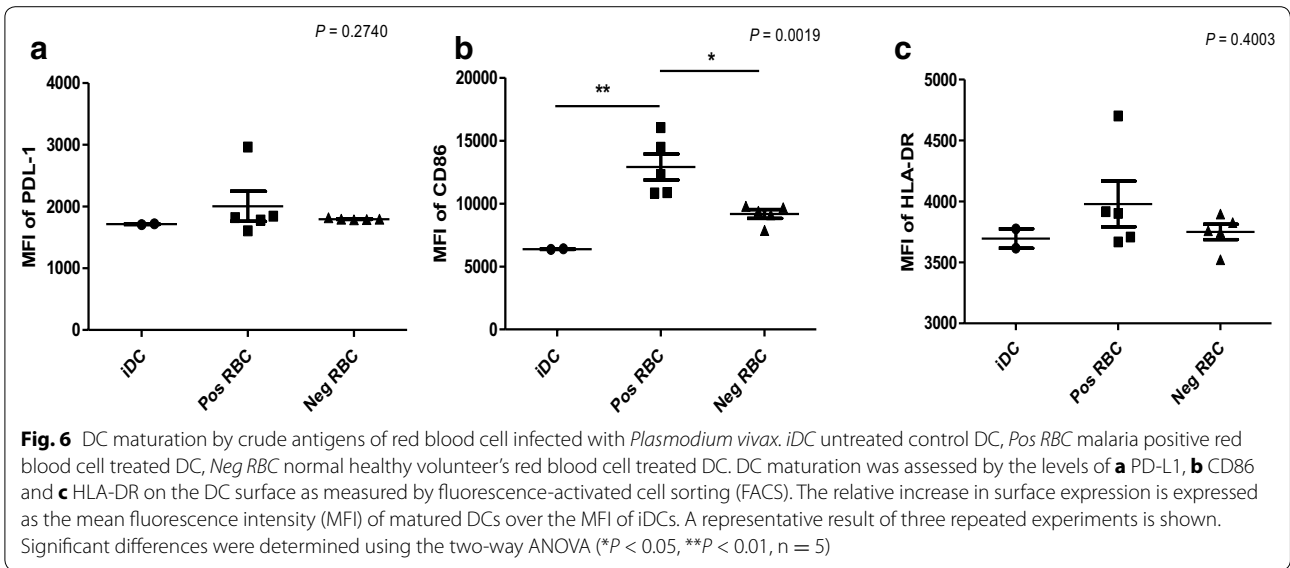 a
P = 0.2740
MFI of PDL-1
4000
3000
2000
1000
0
iDC
Pos RBC
Neg RBC
b
P = 0.0019
**
*
MFI of CD86
20000
15000
10000
5000
0
iDC
Pos RBC
Neg RBC
c
P = 0.4003
MFI of HLA-DR
5000
4500
4000
3500
3000
iDC
Pos RBC
Neg RBC
Fig. 6 DC maturation by crude antigens of red blood cell infected with Plasmodium vivax. iDC untreated control DC, Pos RBC malaria positive red
blood cell treated DC, Neg RBC normal healthy volunteer's red blood cell treated DC. DC maturation was assessed by the levels of a PD-L1, b CD86
and c HLA-DR on the DC surface as measured by fluorescence-activated cell sorting (FACS). The relative increase in surface expression is expressed
as the mean fluorescence intensity (MFI) of matured DCs over the MFI of iDCs. A representative result of three repeated experiments is shown.
Significant differences were determined using the two-way ANOVA (*P < 0.05, **P < 0.01, n = 5)